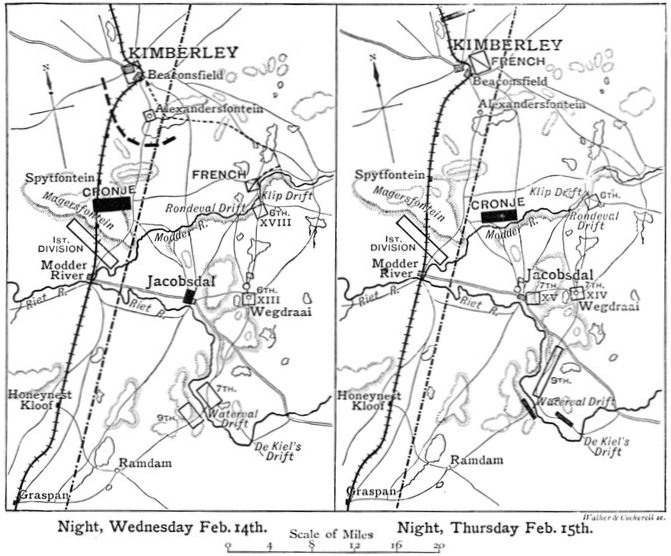 KIMBERLEY
Beaconsfield
Alexandersfontein
Spytfontein
CRONJE
FRENCH
Klip Drift
Magersfontein
Rondeval Drift
6TH.
XVIII
Modder R.
1ST.
DIVISION
Modder
River
Jacobsdal
6TH.
XIII
Wegdraai
Riet R.
Riet R.
Honeynest
Kloof
7TH.
9TH.
Waterval
Drift
De Kiel's
Drift
Ramdam
Graspan
Night, Wednesday Feb. 14th.
KIMBERLEY
FRENCH
Beaconsfield
Alexandersfontein
Spytfontein
Magersfontein
CRONJE
Klip Drift
6TH.
Rondeval
Drift
Modder R.
1ST.
DIVISION
Modder
River
Jacobsdal
7TH.
XV
7TH.
XIV
Wegdraai
Riet R.
Riet R.
Honeynest
Kloof
9TH.
Waterval Drift
De Kiel's
Drift
Ramdam
Graspan
Walker & Cockerell sc.
Night, Thursday Feb. 15th.
Scale of Miles
0 4 8 12 16 20